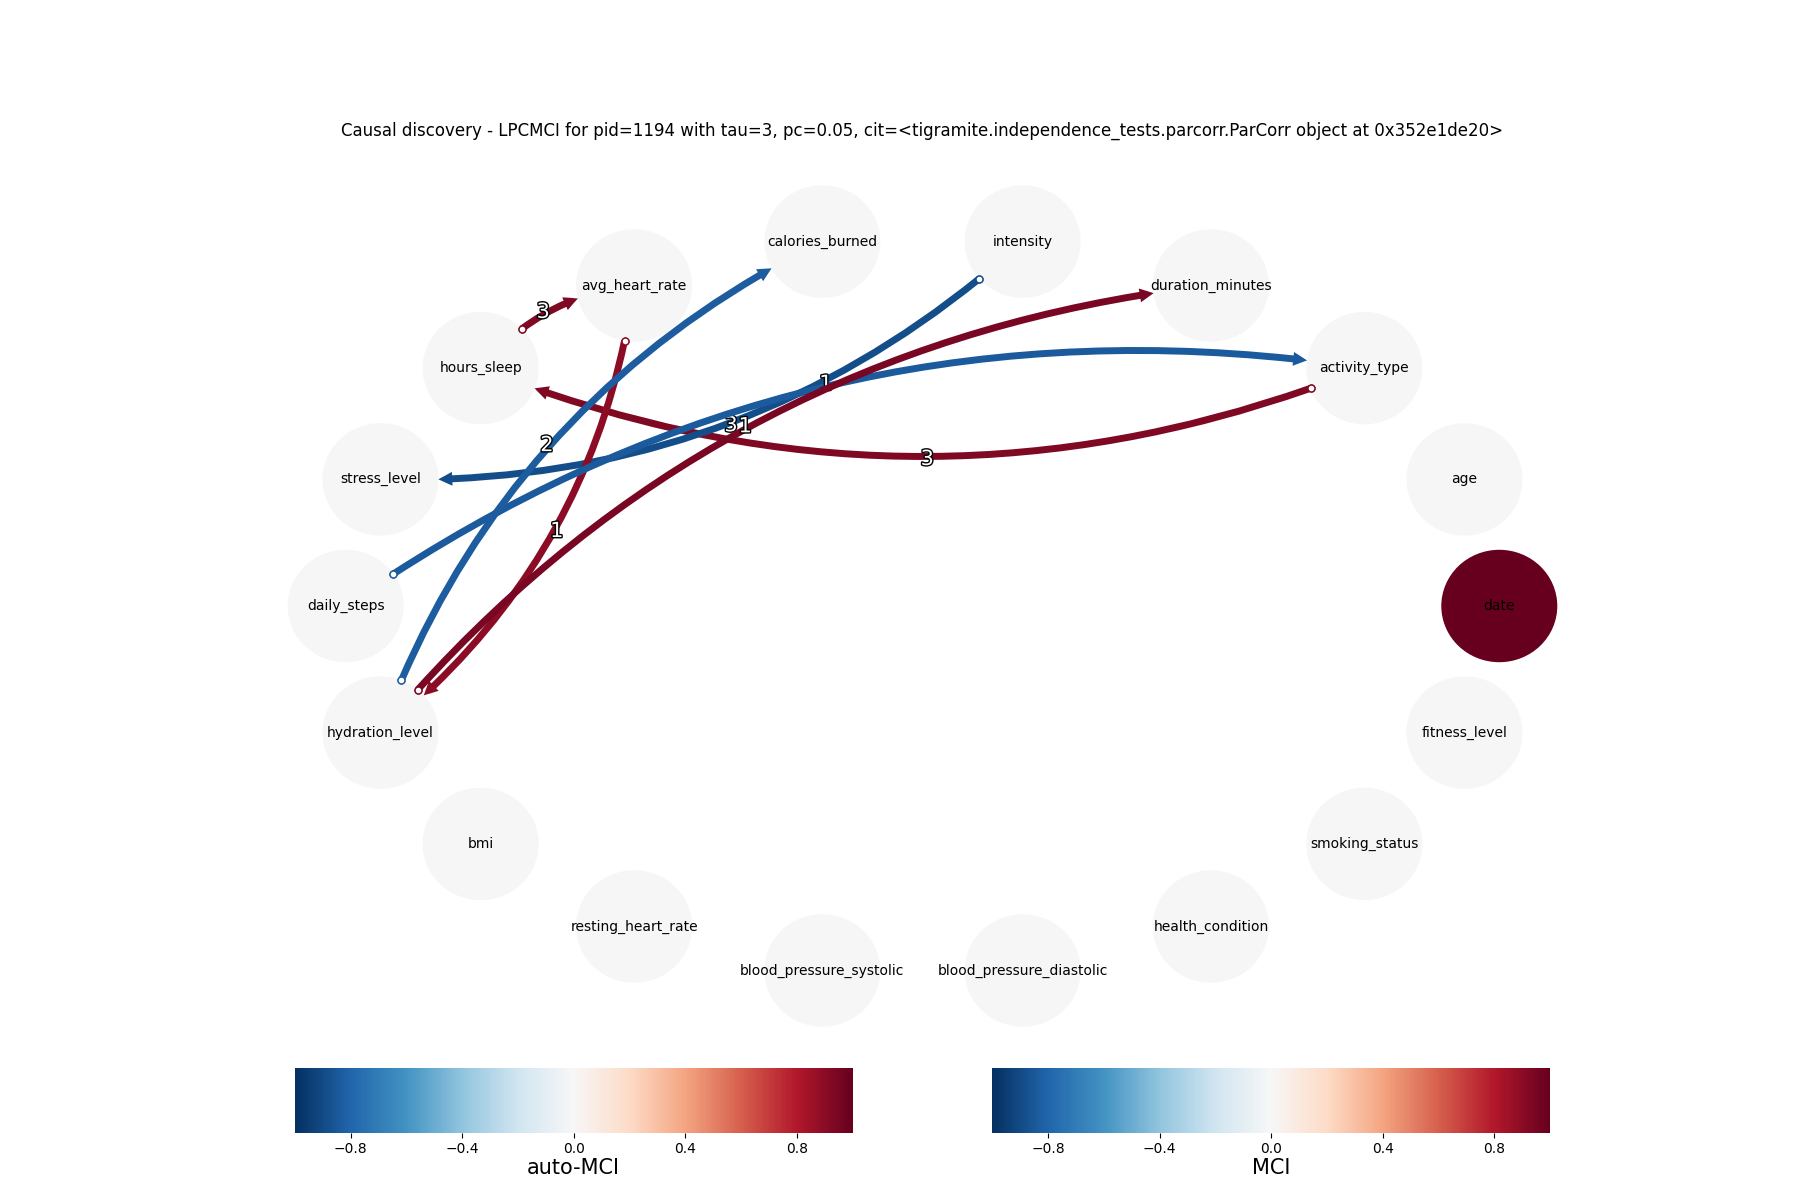 Causal discovery - LPCMCI for pid=1194 with tau=3, pc=0.05, cit=<tigramite.independence_tests.parcorr.ParCorr object at 0x352e1de20>
calories_burned
intensity
avg_heart_rate
duration_minutes
3
hours_sleep
activity_type
1
31
2
3
stress_level
age
1
daily_steps
date
hydration_level
fitness_level
bmi
smoking_status
resting_heart_rate
health_condition
blood_pressure_systolic
blood_pressure_diastolic
−0.8 −0.4 0.0 0.4 0.8
auto-MCI
−0.8 −0.4 0.0 0.4 0.8
MCI